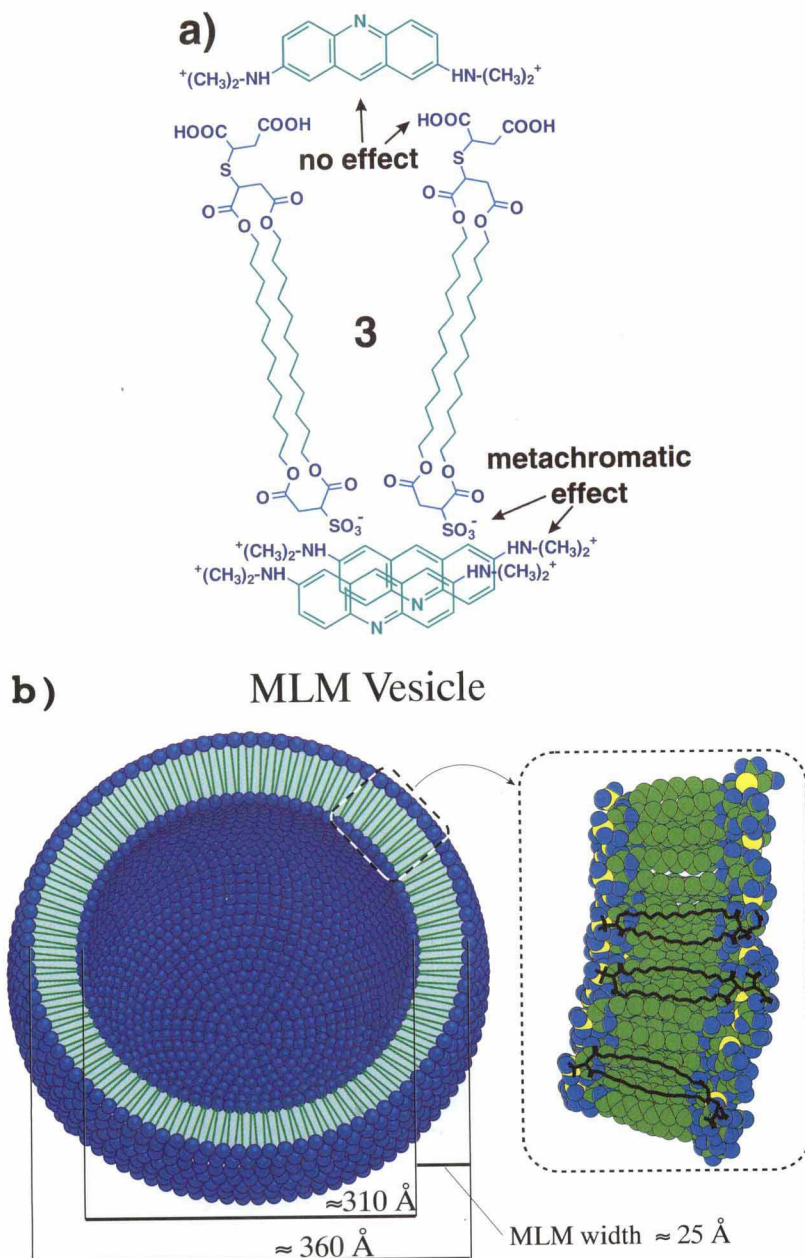 a)
N
⁺(CH₃)₂-NH HN-(CH₃)₂⁺
HOOC COOH HOOC COOH
no effect
S S
O O O O
O O O O
3
metachromatic
effect
O O O O
O O O O
SO₃⁻ SO₃⁻
⁺(CH₃)₂-NH HN-(CH₃)₂⁺
⁺(CH₃)₂-NH HN-(CH₃)₂⁺
N
N
b) MLM Vesicle
≈310 Å
≈ 360 Å
MLM width ≈ 25 Å